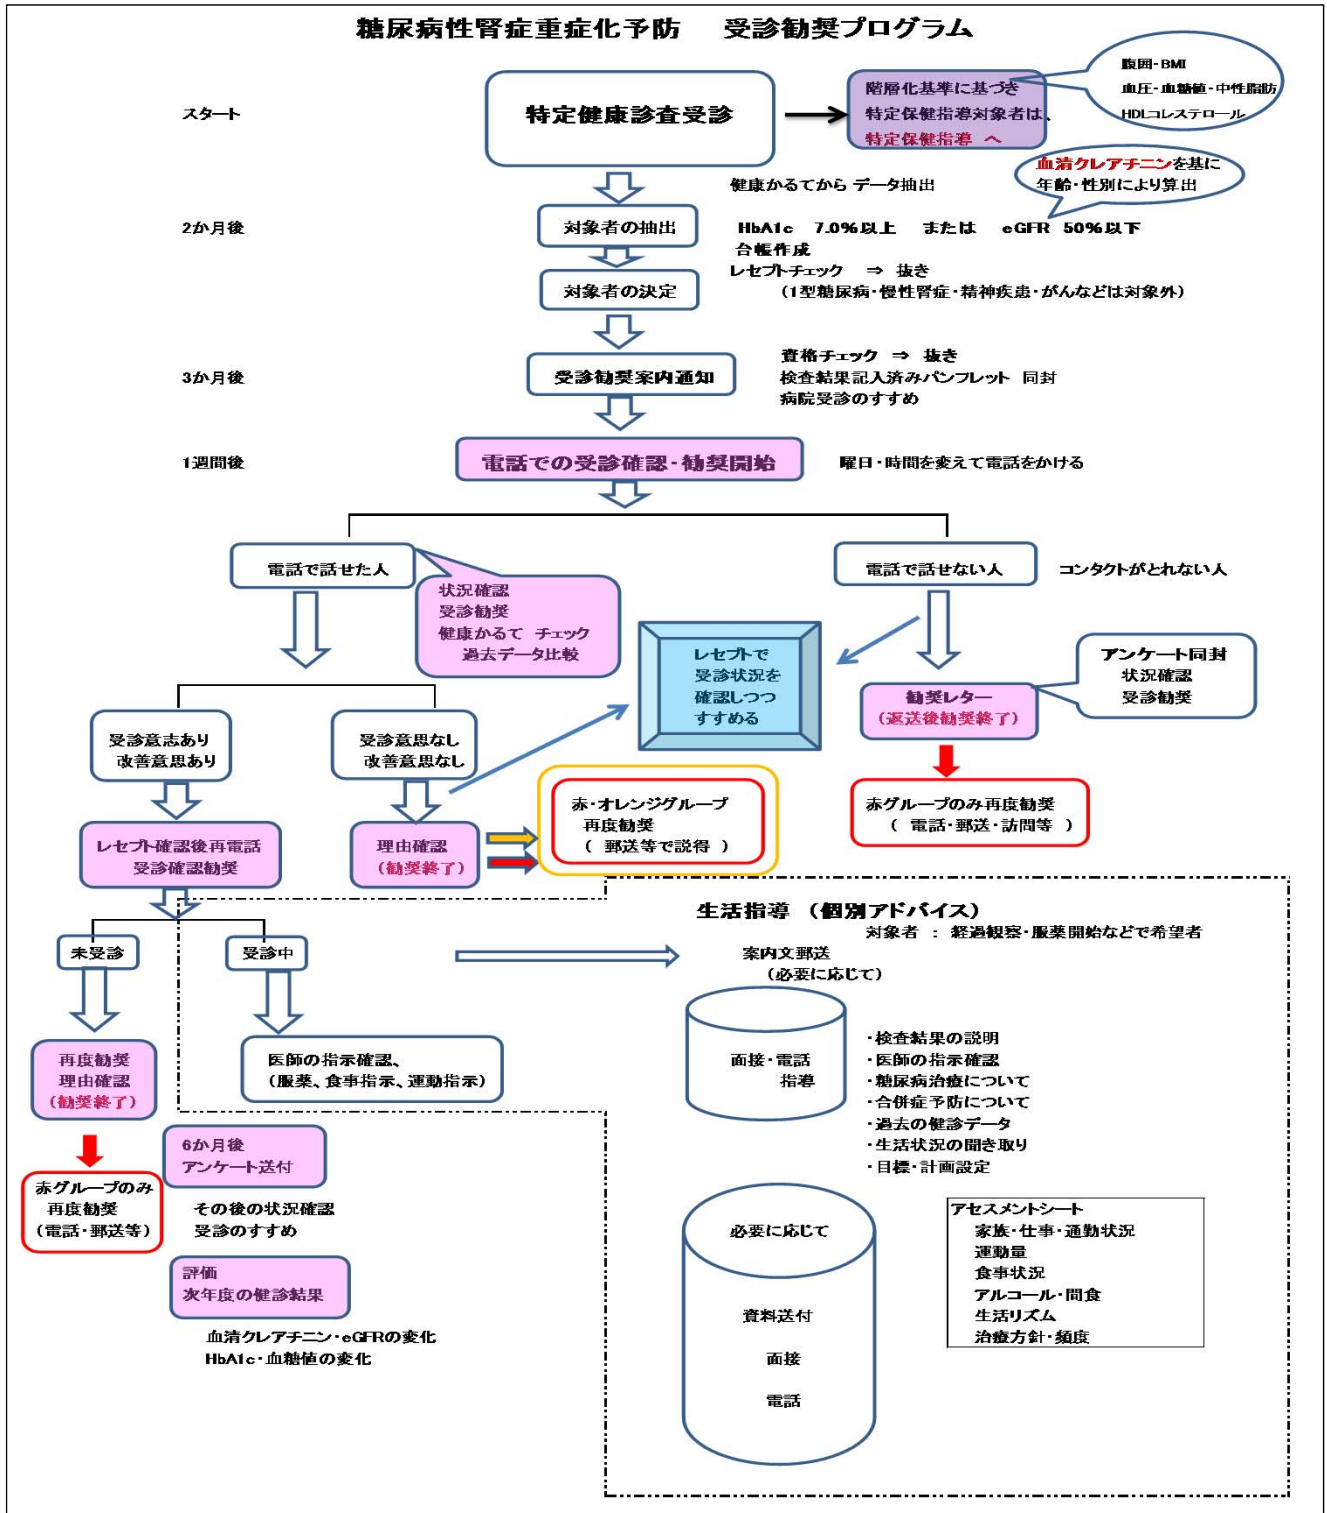 糖尿病性腎症重症化予防　受診勧奨プログラム
スタート
特定健康診査受診
階層化基準に基づき
特定保健指導対象者は、
特定保健指導 へ
腹囲・BMI
血圧・血糖値・中性脂肪
HDLコレステロール
健康かるてから データ抽出
血清クレアチニンを基に
年齢・性別により算出
2か月後
対象者の抽出
HbA1c 7.0%以上 または eGFR 50%以下
台帳作成
レセプトチェック ⇒ 抜き
(1型糖尿病・慢性腎症・精神疾患・がんなどは対象外)
対象者の決定
3か月後
受診勧奨案内通知
資格チェック ⇒ 抜き
検査結果記入済みパンフレット 同封
病院受診のすすめ
1週間後
電話での受診確認・勧奨開始
曜日・時間を変えて電話をかける
電話で話せた人
状況確認
受診勧奨
健康かるて チェック
過去データ比較
電話で話せない人
コンタクトがとれない人
レセプトで
受診状況を
確認しつつ
すすめる
アンケート同封
状況確認
受診勧奨
勧奨レター
(返送後勧奨終了)
受診意志あり
改善意思あり
受診意思なし
改善意思なし
赤・オレンジグループ
再度勧奨
( 郵送等で説得 )
赤グループのみ再度勧奨
( 電話・郵送・訪問等 )
レセプト確認後再電話
受診確認勧奨
理由確認
(勧奨終了)
未受診
受診中
生活指導 (個別アドバイス)
対象者 : 経過観察・服薬開始などで希望者
案内文郵送
(必要に応じて)
再度勧奨
理由確認
(勧奨終了)
医師の指示確認、
(服薬、食事指示、運動指示)
面接・電話
指導
・検査結果の説明
・医師の指示確認
・糖尿病治療について
・合併症予防について
・過去の健診データ
・生活状況の聞き取り
・目標・計画設定
6か月後
アンケート送付
赤グループのみ
再度勧奨
(電話・郵送等)
その後の状況確認
受診のすすめ
必要に応じて
資料送付
面接
電話
アセスメントシート
家族・仕事・通勤状況
運動量
食事状況
アルコール・間食
生活リズム
治療方針・頻度
評価
次年度の健診結果
血清クレアチニン・eGFRの変化
HbA1c・血糖値の変化